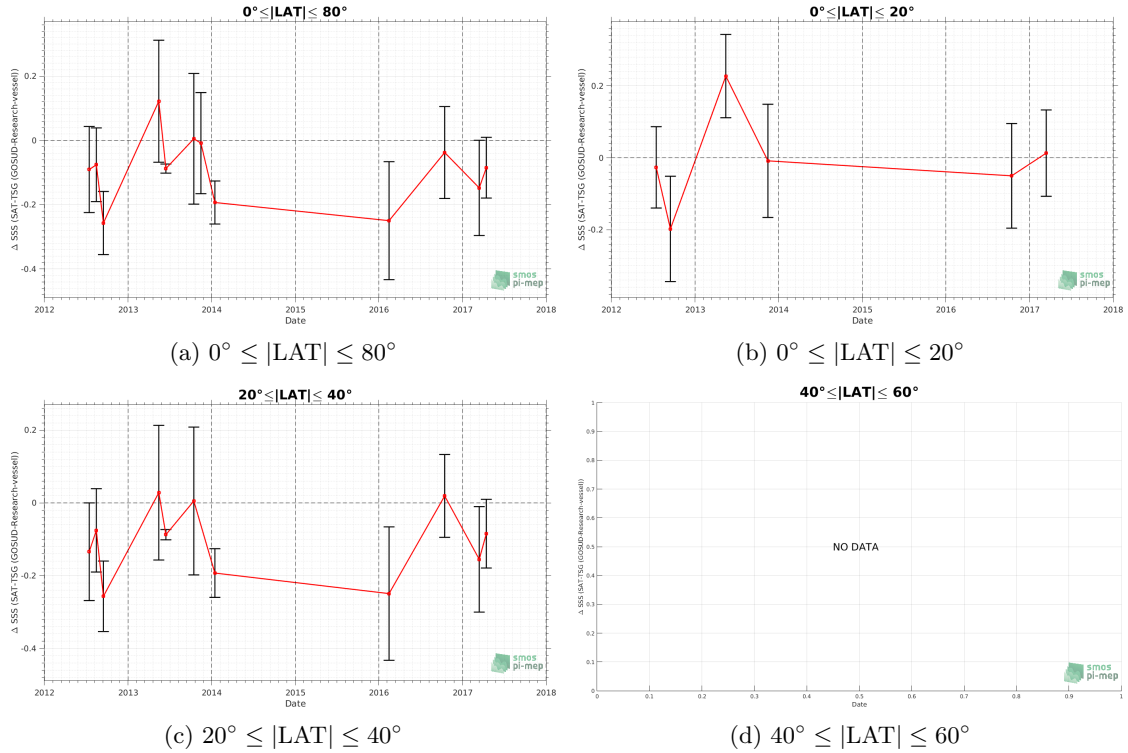 0°≤|LAT|≤ 80°
Δ SSS (SAT-TSG (GOSUD-Research-vessel))
0.2
0
-0.2
-0.4
2012 2013 2014 2015 2016 2017 2018
Date
smos
pi-mep
(a) 0° ≤ |LAT| ≤ 80°
0°≤|LAT|≤ 20°
Δ SSS (SAT-TSG (GOSUD-Research-vessel))
0.2
0
-0.2
2012 2013 2014 2015 2016 2017 2018
Date
smos
pi-mep
(b) 0° ≤ |LAT| ≤ 20°
20°≤|LAT|≤ 40°
Δ SSS (SAT-TSG (GOSUD-Research-vessel))
0.2
0
-0.2
-0.4
2012 2013 2014 2015 2016 2017 2018
Date
smos
pi-mep
(c) 20° ≤ |LAT| ≤ 40°
40°≤|LAT|≤ 60°
Δ SSS (SAT-TSG (GOSUD-Research-vessel))
1
0.9
0.8
0.7
0.6
0.5
0.4
0.3
0.2
0.1
0
NO DATA
0 0.1 0.2 0.3 0.4 0.5 0.6 0.7 0.8 0.9 1
Date
smos
pi-mep
(d) 40° ≤ |LAT| ≤ 60°